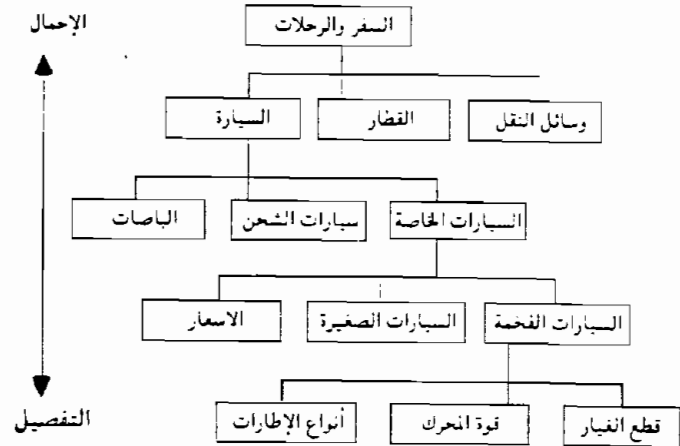 الإجمال
السفر والرحلات
وسائل النقل
القطار
السيارة
السيارات الخاصة
سيارات الشحن
الباصات
السيارات الفخمة
السيارات الصغيرة
الاسعار
التفصيل
قطع الغيار
قوة المحرك
أنواع الإطارات